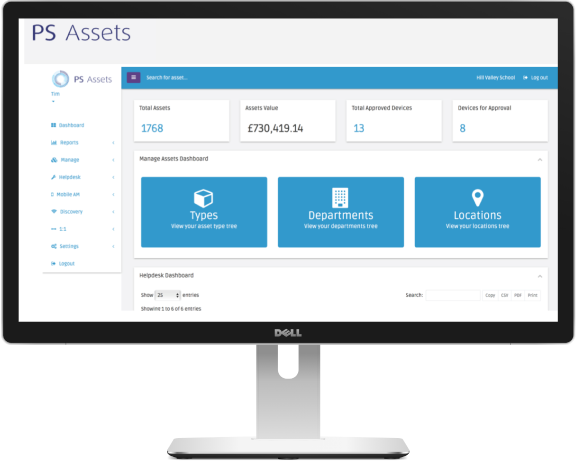 PS Assets
PS Assets
Search for asset...
Hill Valley School
Log out
Tim
Dashboard
Reports
Manage
Helpdesk
Mobile AM
Discovery
1:1
Settings
Logout
Total Assets
1768
Assets Value
£730,419.14
Total Approved Devices
13
Devices for Approval
8
Manage Assets Dashboard
Types
View your asset type tree
Departments
View your departments tree
Locations
View your locations tree
Helpdesk Dashboard
Show 25 entries
Search:
Copy CSV PDF Print
Showing 1 to 6 of 6 entries
DELL